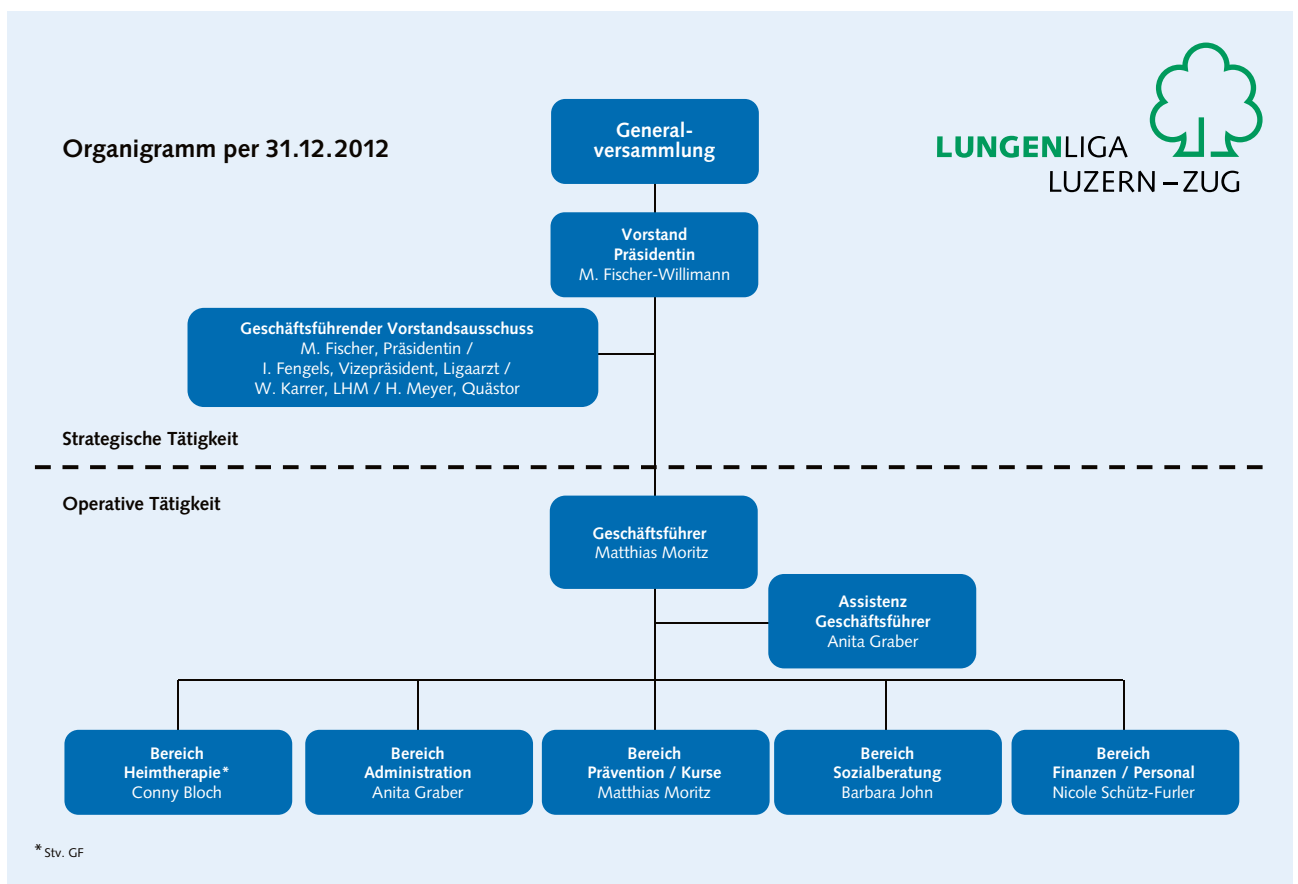 Organigramm per 31.12.2012
General-
versammlung
LUNGENLIGA
LUZERN – ZUG
Vorstand
Präsidentin
M. Fischer-Willimann
Geschäftsführender Vorstandsausschuss
M. Fischer, Präsidentin /
I. Fengels, Vizepräsident, Ligaarzt /
W. Karrer, LHM / H. Meyer, Quästor
Strategische Tätigkeit
Operative Tätigkeit
Geschäftsführer
Matthias Moritz
Assistenz
Geschäftsführer
Anita Graber
Bereich
Heimtherapie*
Conny Bloch
Bereich
Administration
Anita Graber
Bereich
Prävention / Kurse
Matthias Moritz
Bereich
Sozialberatung
Barbara John
Bereich
Finanzen / Personal
Nicole Schütz-Furler
* Stv. GF